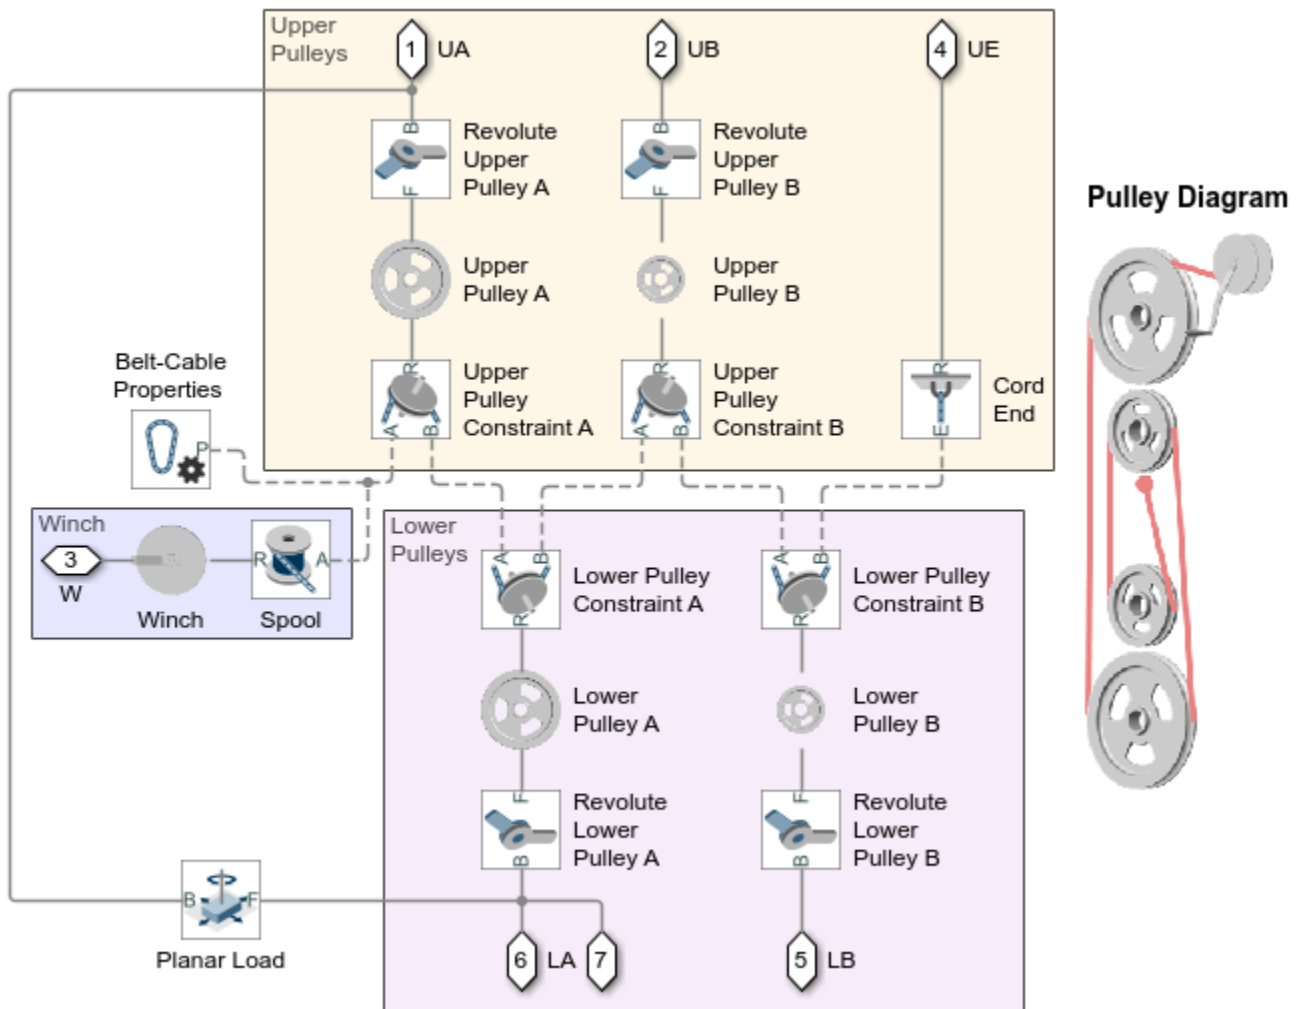 Upper
Pulleys
1 UA
2 UB
4 UE
B
Revolute
Upper
Pulley A
F
B
Revolute
Upper
Pulley B
F
Pulley Diagram
Upper
Pulley A
Upper
Pulley B
Belt-Cable
Properties
P
R
Upper
Pulley
Constraint A
A B
R
Upper
Pulley
Constraint B
A B
R
Cord
End
E
Winch
3
W
Winch
R A
Spool
Lower
Pulleys
A B
Lower Pulley
Constraint A
R
A B
Lower Pulley
Constraint B
R
Lower
Pulley A
Lower
Pulley B
F
Revolute
Lower
Pulley A
B
F
Revolute
Lower
Pulley B
B
B F
Planar Load
6 LA 7
5 LB